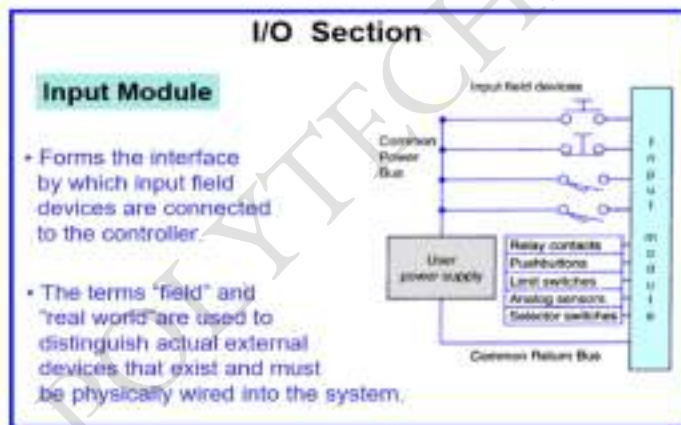 I/O Section
Input Module
• Forms the interface
by which input field
devices are connected
to the controller.
• The terms "field" and
"real world"are used to
distinguish actual external
devices that exist and must
be physically wired into the system.
Input field devices
Common
Power
Bus
User
power supply
Relay contacts
Pushbuttons
Limit switches
Analog sensors
Selector switches
Common Return Bus
Input module
POLYTECH